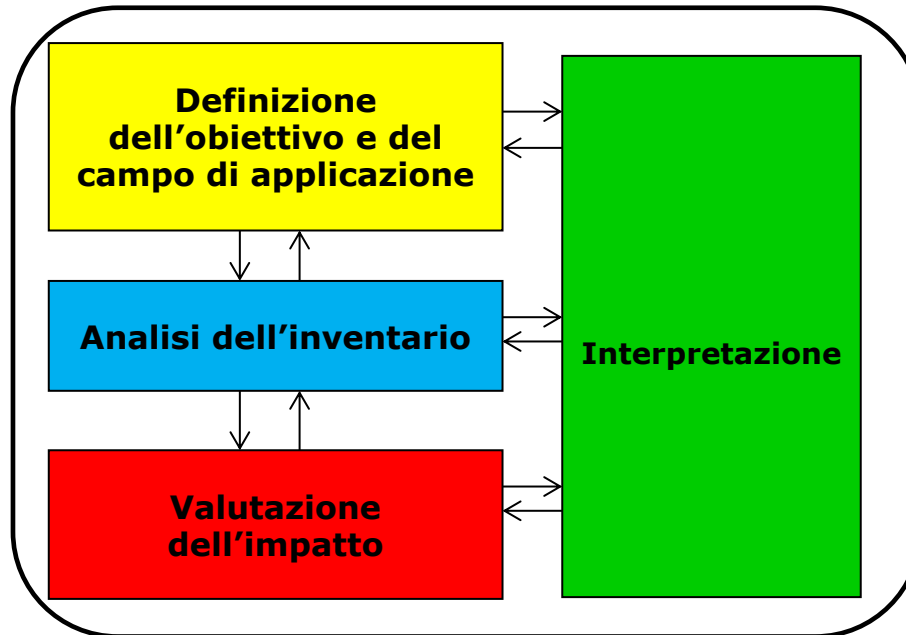 Definizione
dell’obiettivo e del
campo di applicazione
Analisi dell’inventario
Interpretazione
Valutazione
dell’impatto